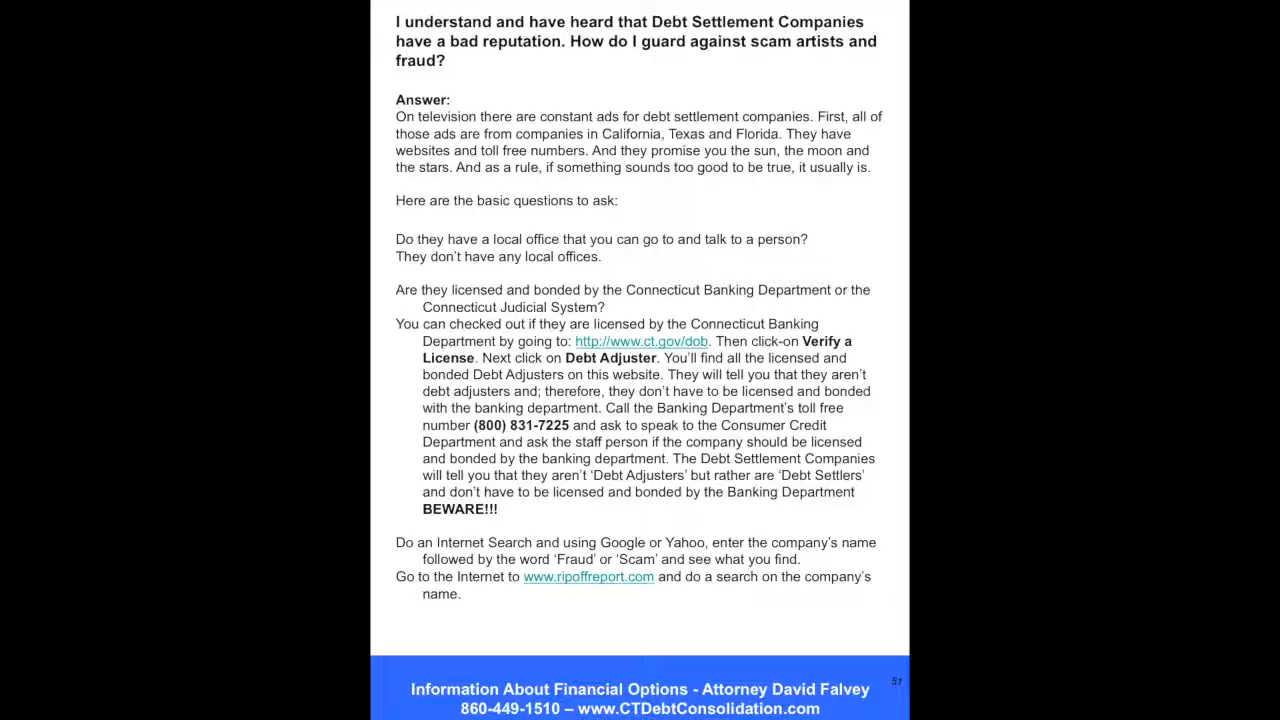 I understand and have heard that Debt Settlement Companies
have a bad reputation. How do I guard against scam artists and
fraud?
Answer:
On television there are constant ads for debt settlement companies. First, all of
those ads are from companies in California, Texas and Florida. They have
websites and toll free numbers. And they promise you the sun, the moon and
the stars. And as a rule, if something sounds too good to be true, it usually is.
Here are the basic questions to ask:
Do they have a local office that you can go to and talk to a person?
They don't have any local offices.
Are they licensed and bonded by the Connecticut Banking Department or the
Connecticut Judicial System?
You can checked out if they are licensed by the Connecticut Banking
Department by going to: http://www.ct.gov/dob. Then click-on Verify a
License. Next click on Debt Adjuster. You'll find all the licensed and
bonded Debt Adjusters on this website. They will tell you that they aren't
debt adjusters and; therefore, they don't have to be licensed and bonded
with the banking department. Call the Banking Department's toll free
number (800) 831-7225 and ask to speak to the Consumer Credit
Department and ask the staff person if the company should be licensed
and bonded by the banking department. The Debt Settlement Companies
will tell you that they aren't 'Debt Adjusters' but rather are 'Debt Settlers'
and don't have to be licensed and bonded by the Banking Department
BEWARE!!!
Do an Internet Search and using Google or Yahoo, enter the company's name
followed by the word 'Fraud' or 'Scam' and see what you find.
Go to the Internet to www.ripoffreport.com and do a search on the company's
name.
51
Information About Financial Options - Attorney David Falvey
860-449-1510 – www.CTDebtConsolidation.com